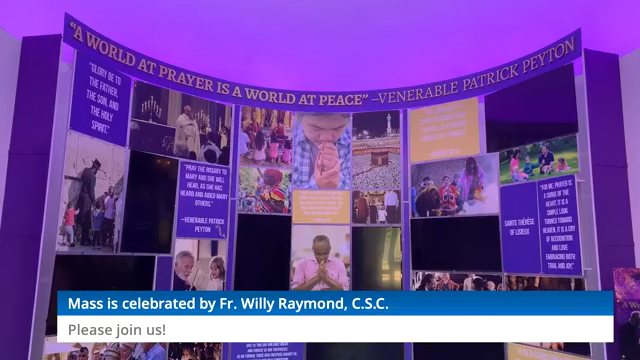 “A WORLD AT PRAYER IS A WORLD AT PEACE” –VENERABLE PATRICK PEYTON
"GLORY BE TO
THE FATHER,
THE SON, AND
THE HOLY
SPIRIT."
"PRAY THE ROSARY TO
MARY AND SHE WILL
HEAR, AS SHE HAS
HEARD AND AIDED MANY
OTHERS."
—VENERABLE PATRICK
PEYTON
SAINTE THÉRÈSE
OF LISIEUX
"FOR ME, PRAYER IS
A SURGE OF THE
HEART, IT IS A
SIMPLE LOOK
TURNED TOWARD
HEAVEN, IT IS A CRY
OF RECOGNITION
AND LOVE,
EMBRACING BOTH
TRIAL AND JOY."
Mass is celebrated by Fr. Willy Raymond, C.S.C.
Please join us!